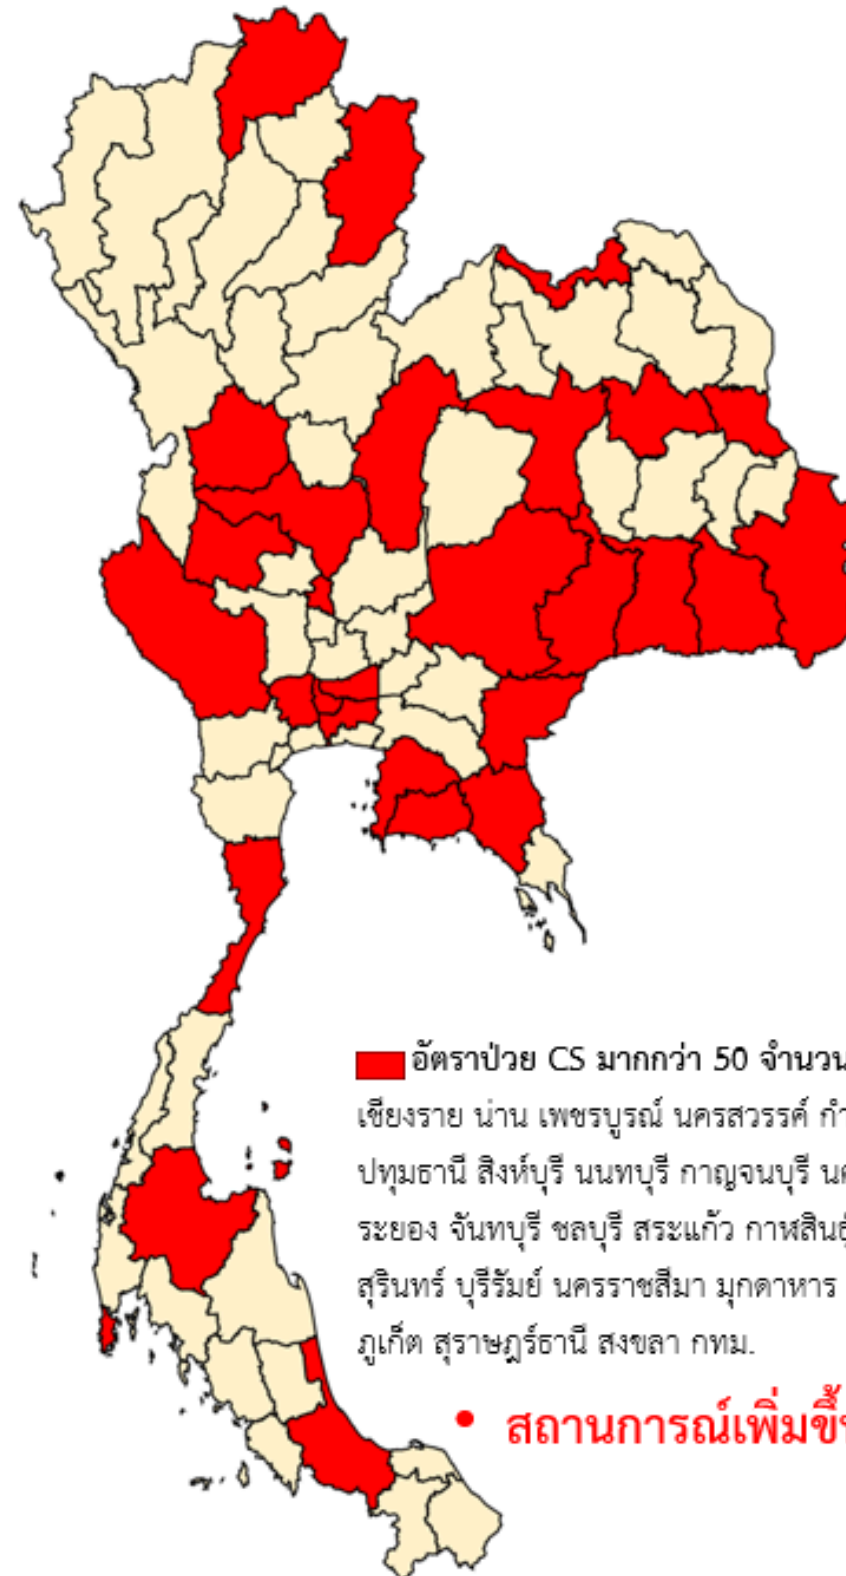 อัตราป่วย CS มากกว่า 50 จำนวน
เชียงราย น่าน เพชรบูรณ์ นครสวรรค์
ปทุมธานี สิงห์บุรี นนทบุรี กาญจนบุรี
ระยอง จันทบุรี ชลบุรี สระแก้ว กาฬสินธุ์
สุรินทร์ บุรีรัมย์ นครราชสีมา มุกดาหาร
ภูเก็ต สุราษฎร์ธานี สงขลา กทม.
• สถานการณ์เพิ่มขึ้น